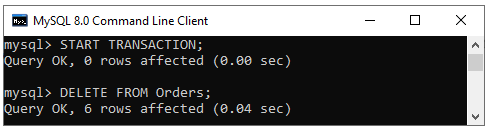 MySQL 8.0 Command Line Client
mysql> START TRANSACTION;
Query OK, 0 rows affected (0.00 sec)
mysql> DELETE FROM Orders;
Query OK, 6 rows affected (0.04 sec)